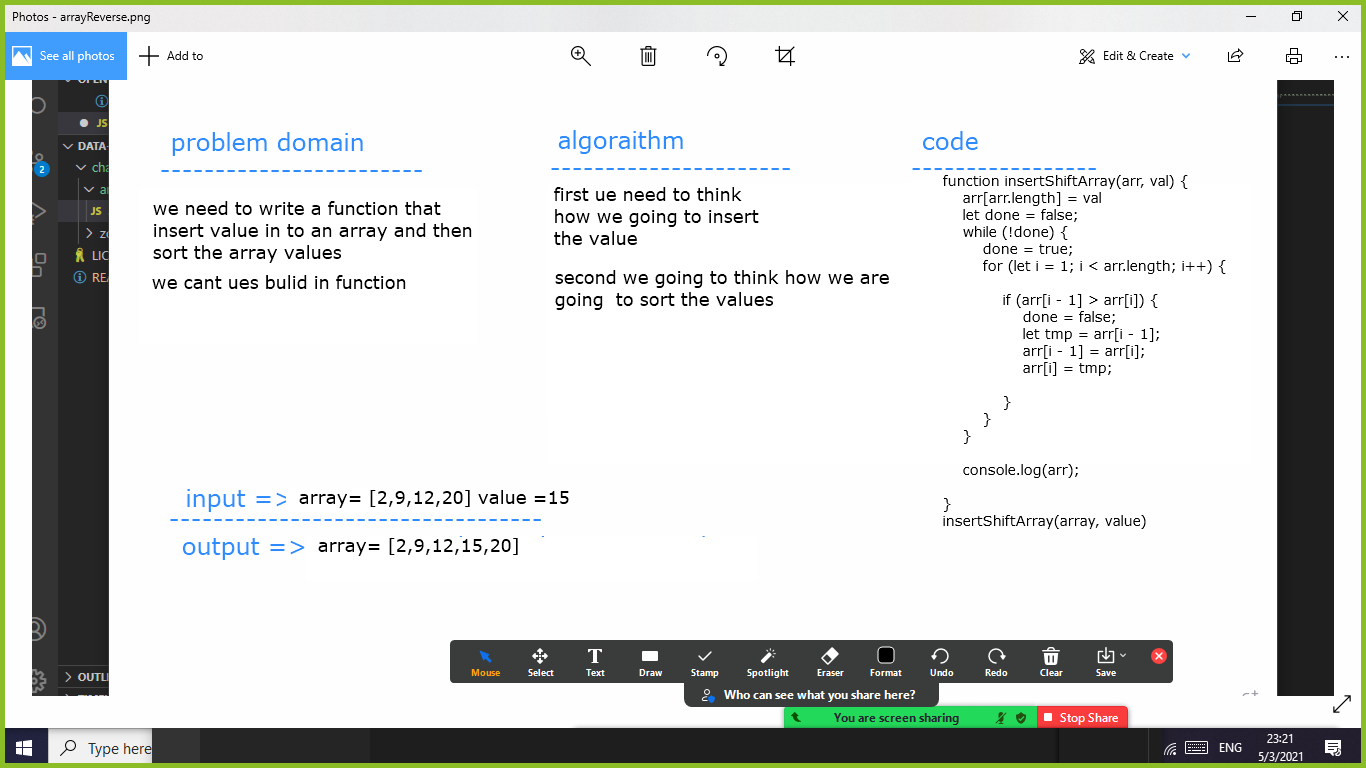 Photos - arrayReverse.png
See all photos
Add to
Edit & Create
JS
DATA-
2
JS
LIC
REA
OUTLI
problem domain
we need to write a function that
insert value in to an array and then
sort the array values
we cant ues bulid in function
algoraithm
first ue need to think
how we going to insert
the value
second we going to think how we are
going to sort the values
code
function insertShiftArray(arr, val) {
arr[arr.length] = val
let done = false;
while (!done) {
done = true;
for (let i = 1; i < arr.length; i++) {
if (arr[i - 1] > arr[i]) {
done = false;
let tmp = arr[i - 1];
arr[i - 1] = arr[i];
arr[i] = tmp;
}
}
}
console.log(arr);
}
insertShiftArray(array, value)
input => array= [2,9,12,20] value =15
output => array= [2,9,12,15,20]
Mouse
Select
Text
Draw
Stamp
Spotlight
Eraser
Format
Undo
Redo
Clear
Save
Who can see what you share here?
You are screen sharing
Stop Share
Type here
ENG
23:21
5/3/2021